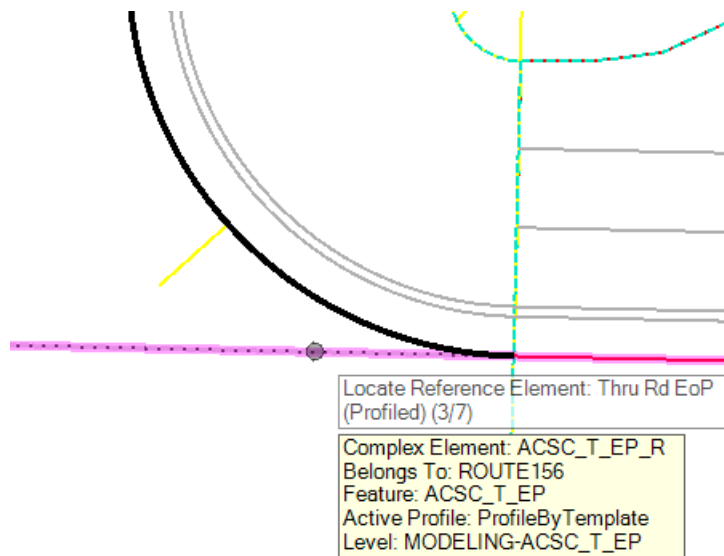 Locate Reference Element: Thru Rd EoP
(Profiled) (3/7)
Complex Element: ACSC_T_EP_R
Belongs To: ROUTE156
Feature: ACSC_T_EP
Active Profile: ProfileByTemplate
Level: MODELING-ACSC_T_EP